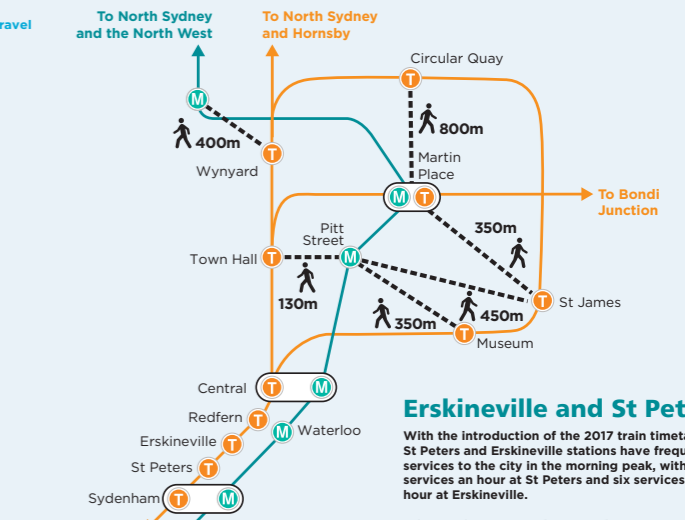 ravel
To North Sydney
and the North West
To North Sydney
and Hornsby
Circular Quay
M
T
400m
800m
Wynyard
T
Martin
Place
M T
To Bondi
Junction
Pitt
Street
350m
Town Hall
T
M
130m
T
St James
450m
350m
T
Museum
Central
T
M
Redfern
T
M
Waterloo
Erskineville
T
St Peters
T
Sydenham
T
M
Erskineville and St Pet
With the introduction of the 2017 train timeta
St Peters and Erskineville stations have frequ
services to the city in the morning peak, with
services an hour at St Peters and six services
hour at Erskineville.